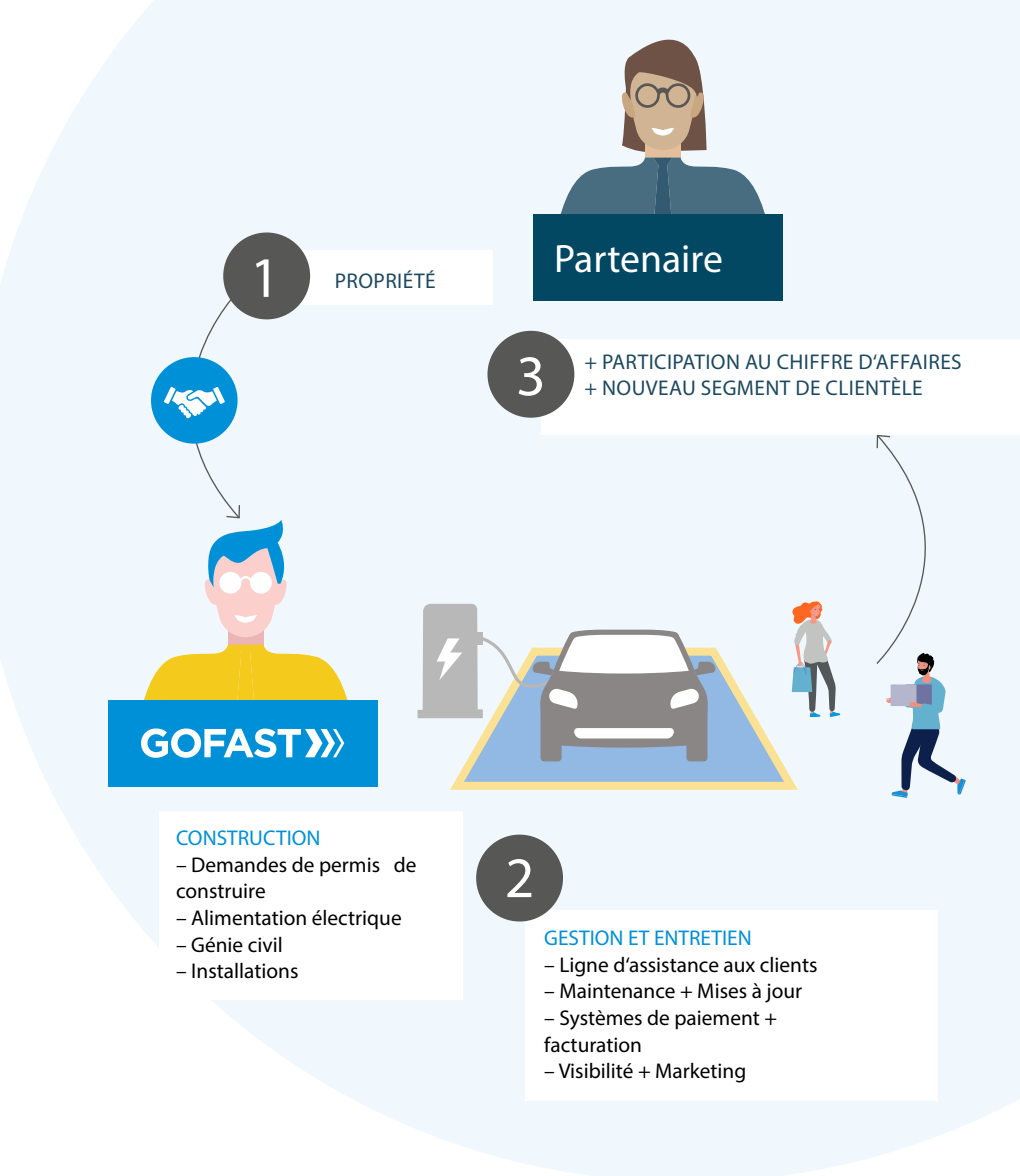 Partenaire
1
PROPRIÉTÉ
3
+ PARTICIPATION AU CHIFFRE D‘AFFAIRES
+ NOUVEAU SEGMENT DE CLIENTÈLE
GOFAST
CONSTRUCTION
– Demandes de permis de
construire
– Alimentation électrique
– Génie civil
– Installations
2
GESTION ET ENTRETIEN
– Ligne d‘assistance aux clients
– Maintenance + Mises à jour
– Systèmes de paiement +
facturation
– Visibilité + Marketing